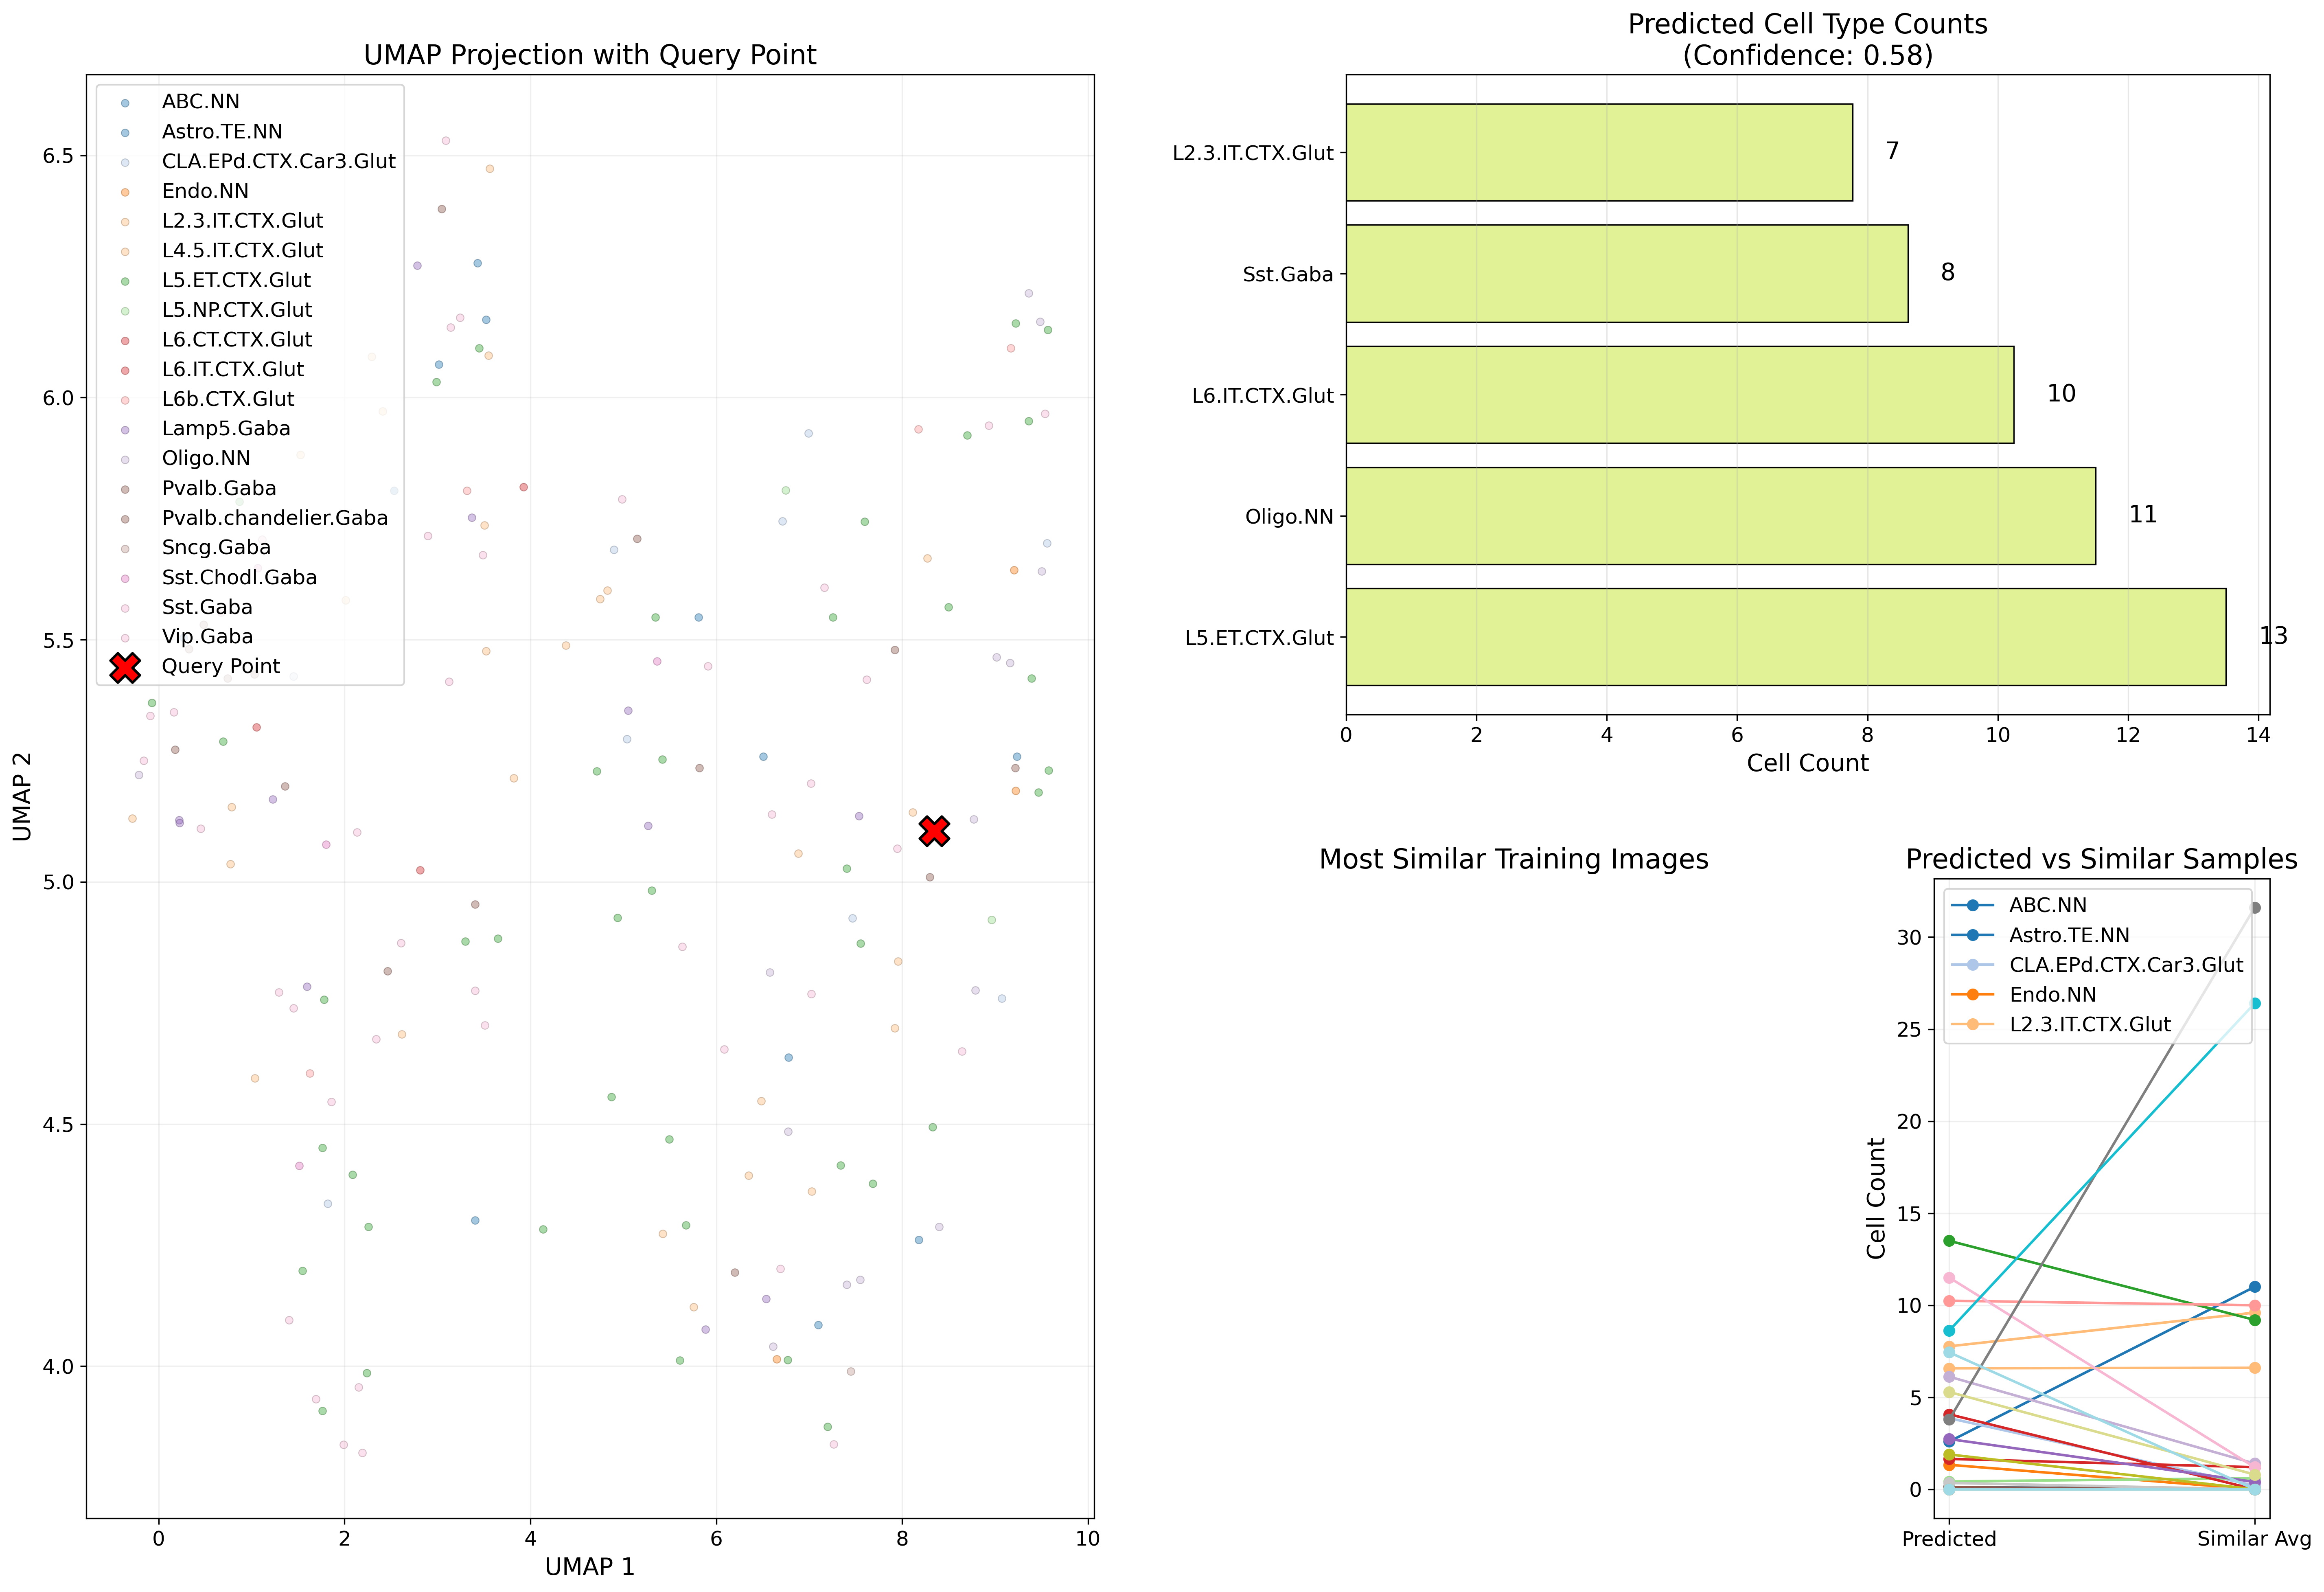 UMAP Projection with Query Point
ABC.NN
Astro.TE.NN
CLA.EPd.CTX.Car3.Glut
Endo.NN
L2.3.IT.CTX.Glut
L4.5.IT.CTX.Glut
L5.ET.CTX.Glut
L5.NP.CTX.Glut
L6.CT.CTX.Glut
L6.IT.CTX.Glut
L6b.CTX.Glut
Lamp5.Gaba
Oligo.NN
Pvalb.Gaba
Pvalb.chandelier.Gaba
Sncg.Gaba
Sst.Chodl.Gaba
Sst.Gaba
Vip.Gaba
Query Point
6.5
6.0
5.5
5.0
4.5
4.0
UMAP 2
0 2 4 6 8 10
UMAP 1
Predicted Cell Type Counts
(Confidence: 0.58)
L2.3.IT.CTX.Glut 7
Sst.Gaba 8
L6.IT.CTX.Glut 10
Oligo.NN 11
L5.ET.CTX.Glut 13
0 2 4 6 8 10 12 14
Cell Count
Most Similar Training Images
Predicted vs Similar Samples
ABC.NN
Astro.TE.NN
CLA.EPd.CTX.Car3.Glut
Endo.NN
L2.3.IT.CTX.Glut
30
25
20
15
10
5
0
Cell Count
Predicted Similar Avg